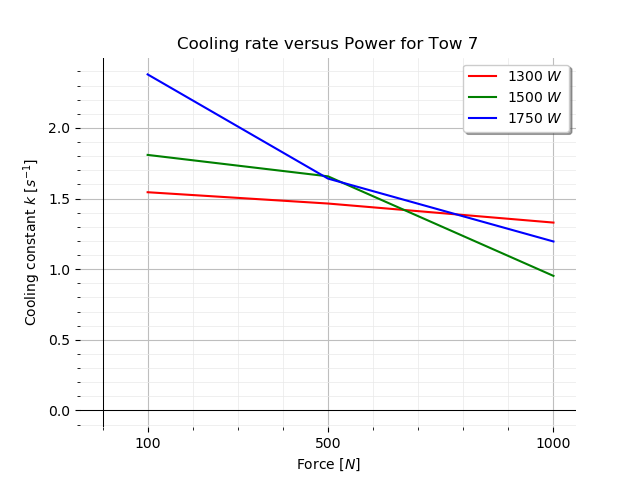 Cooling rate versus Power for Tow 7
1300 W
1500 W
1750 W
Cooling constant k [s⁻¹]
2.0
1.5
1.0
0.5
0.0
100
500
1000
Force [N]